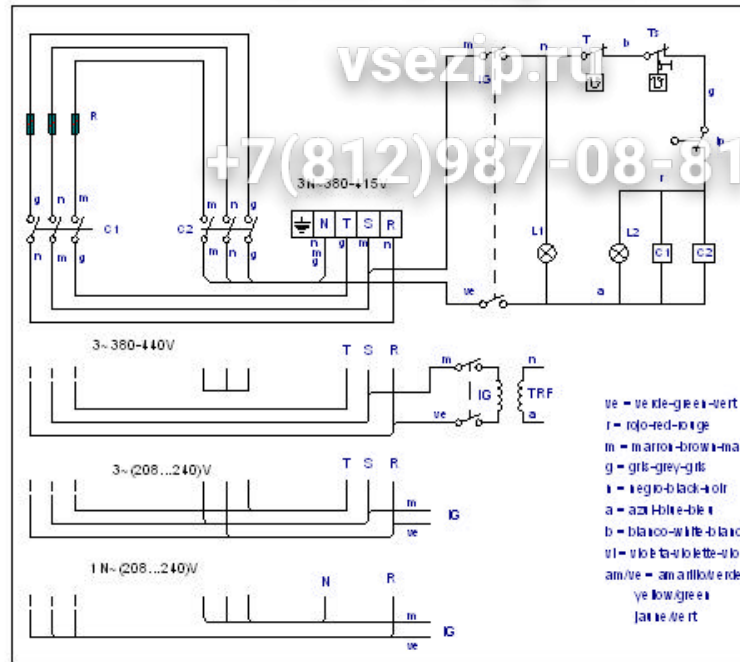 vsezip.ru
+7(812)987-08-81
R
g n m
C1
n m g
m n g
C2
m n g
3N~380-415V
N T S R
n m g
g m n
m IG n T b Ts
g
Ip
r
L1 L2 C1 C2
ve a
3~380-440V
T S R
m IG n TRF
ve a
3~(208...240)V
T S R
m
IG
ve
1N~(208...240)V
N R
m
IG
ve
ve = verde-green-vert
r = rojo-red-rouge
m = marron-brown-ma
g = gris-grey-gris
n = negro-black-noir
a = azul-blue-bleu
b = blanco-white-blanc
vi = violeta-violette-vio
am/ve = amarillo/verde
yellow/green
jaune/vert